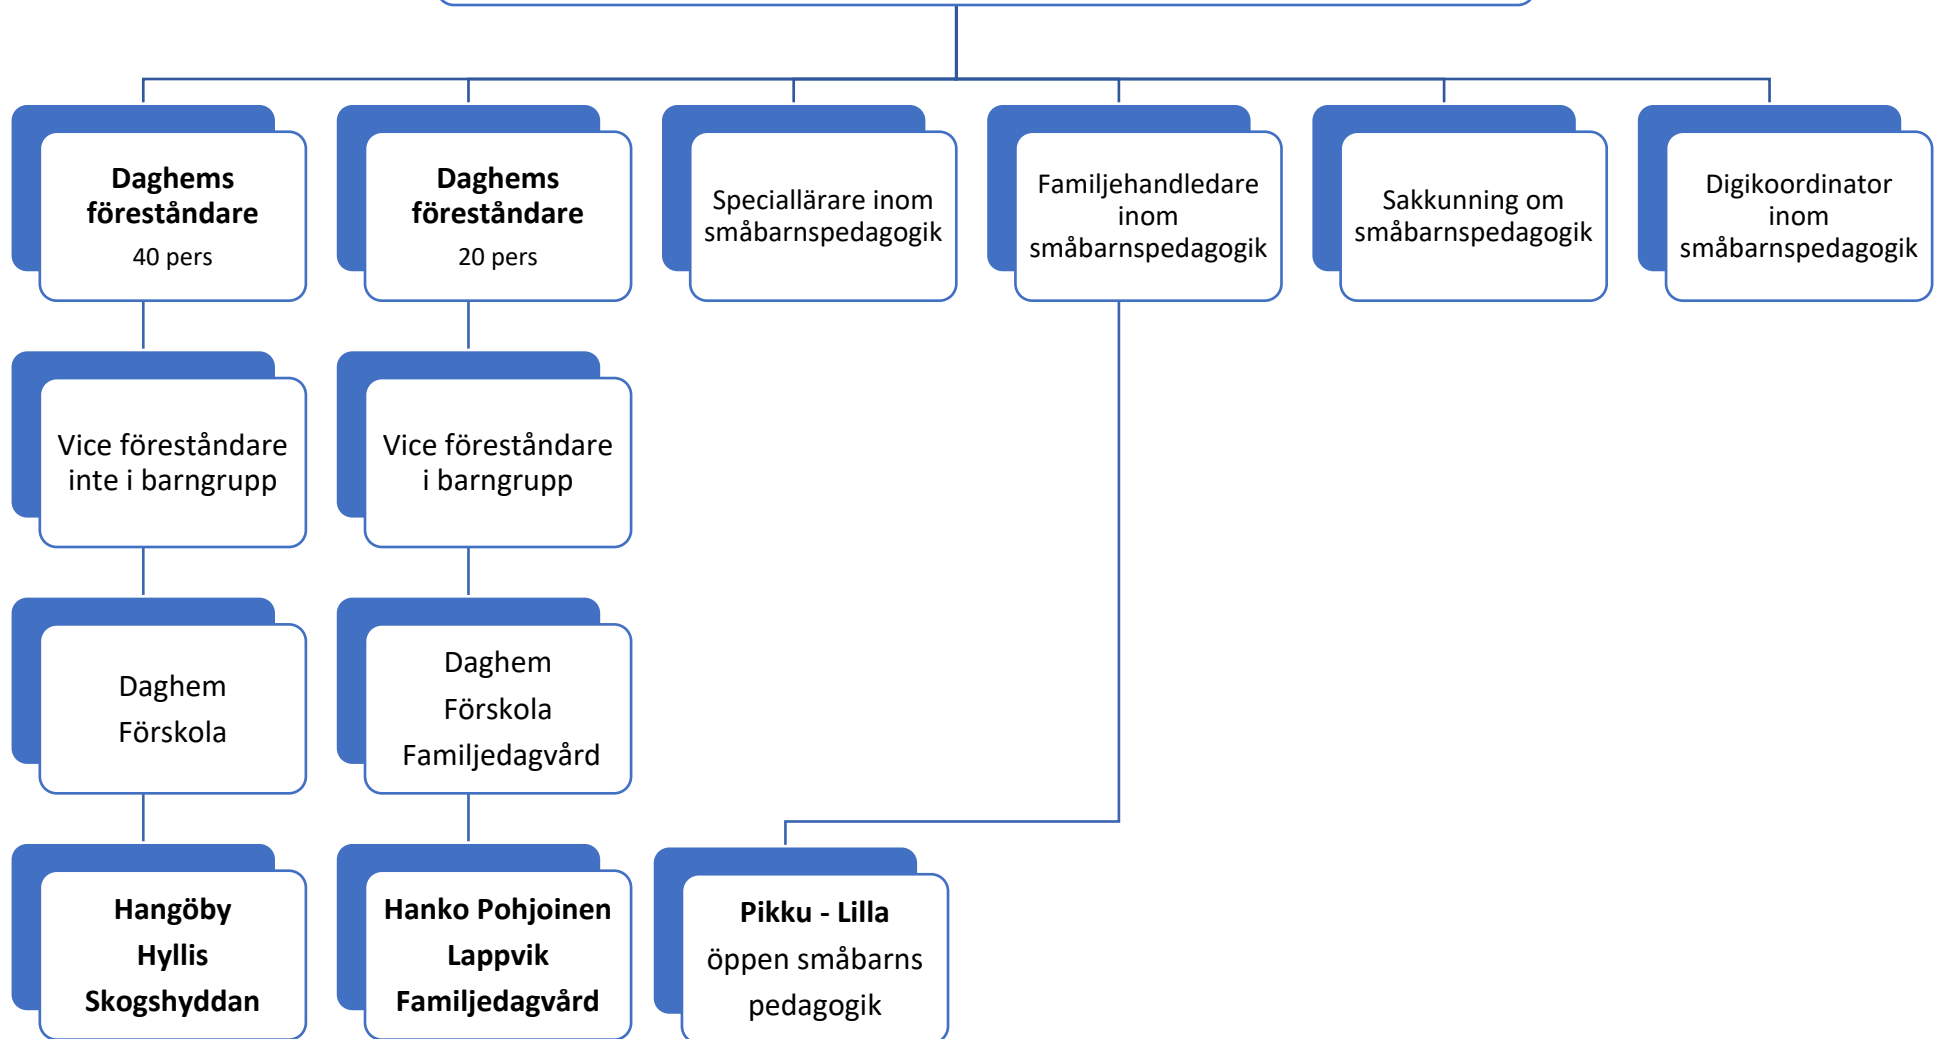 Daghems
föreståndare
40 pers
Daghems
föreståndare
20 pers
Speciallärare inom
småbarnspedagogik
Familjehandledare
inom
småbarnspedagogik
Sakkunning om
småbarnspedagogik
Digikoordinator
inom
småbarnspedagogik
Vice föreståndare
inte i barngrupp
Vice föreståndare
i barngrupp
Daghem
Förskola
Daghem
Förskola
Familjedagvård
Hangöby
Hyllis
Skogshyddan
Hanko Pohjoinen
Lappvik
Familjedagvård
Pikku - Lilla
öppen småbarns
pedagogik